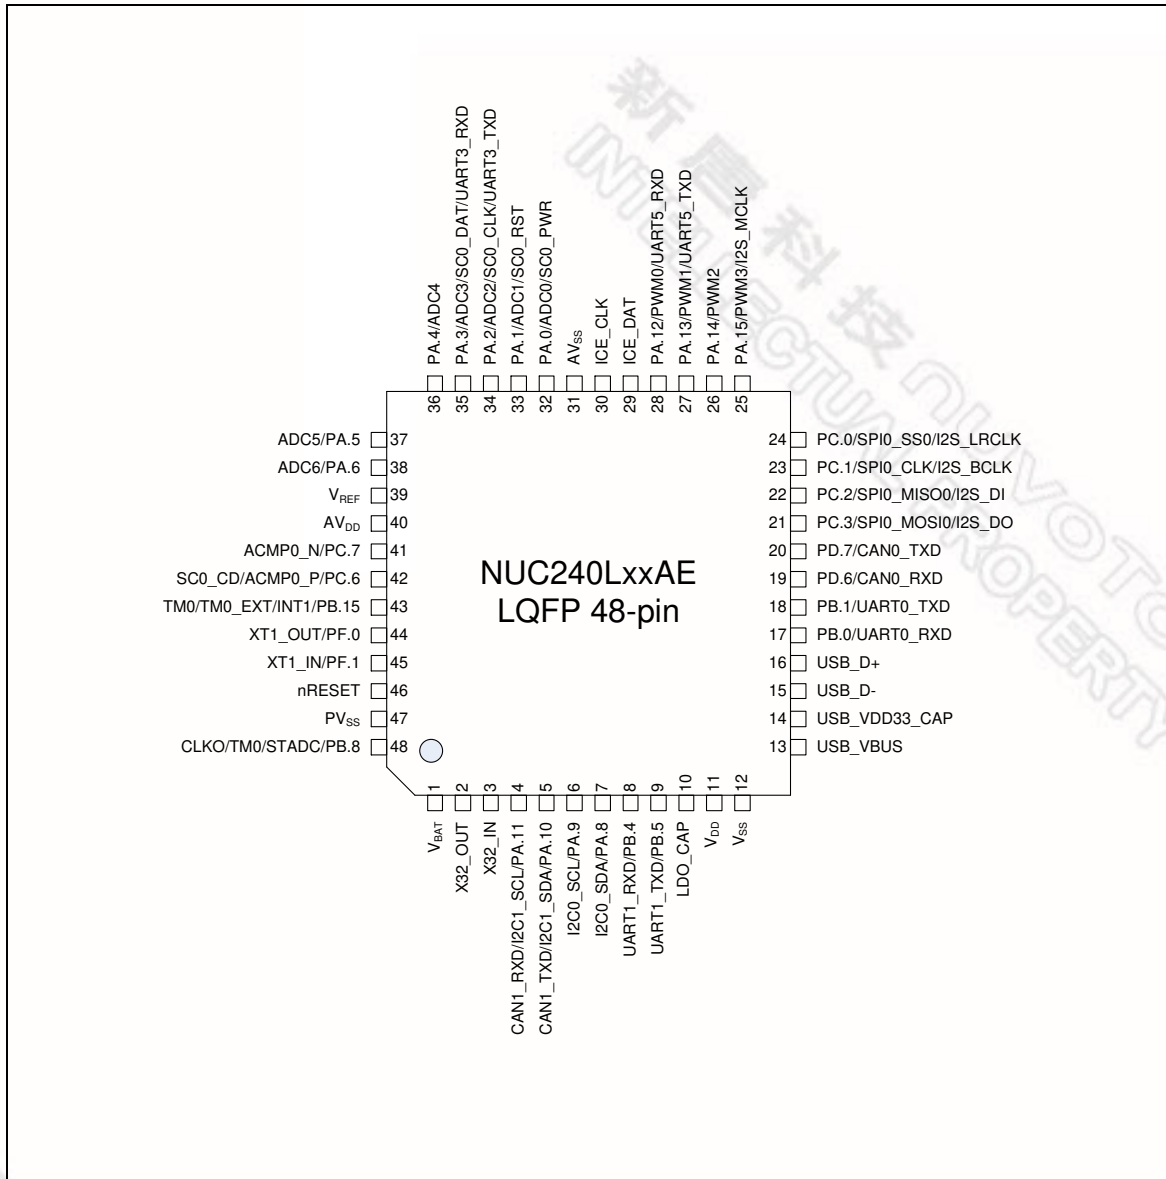 PA.4/ADC4
PA.3/ADC3/SC0_DAT/UART3_RXD
PA.2/ADC2/SC0_CLK/UART3_TXD
PA.1/ADC1/SC0_RST
PA.0/ADC0/SC0_PWR
AVSS
ICE_CLK
ICE_DAT
PA.12/PWM0/UART5_RXD
PA.13/PWM1/UART5_TXD
PA.14/PWM2
PA.15/PWM3/I2S_MCLK
36
35
34
33
32
31
30
29
28
27
26
25
ADC5/PA.5 37
ADC6/PA.6 38
VREF 39
AVDD 40
ACMP0_N/PC.7 41
SC0_CD/ACMP0_P/PC.6 42
TM0/TM0_EXT/INT1/PB.15 43
XT1_OUT/PF.0 44
XT1_IN/PF.1 45
nRESET 46
PVSS 47
CLKO/TM0/STADC/PB.8 48
NUC240LxxAE
LQFP 48-pin
24 PC.0/SPI0_SS0/I2S_LRCLK
23 PC.1/SPI0_CLK/I2S_BCLK
22 PC.2/SPI0_MISO0/I2S_DI
21 PC.3/SPI0_MOSI0/I2S_DO
20 PD.7/CAN0_TXD
19 PD.6/CAN0_RXD
18 PB.1/UART0_TXD
17 PB.0/UART0_RXD
16 USB_D+
15 USB_D-
14 USB_VDD33_CAP
13 USB_VBUS
1
2
3
4
5
6
7
8
9
10
11
12
VBAT
X32_OUT
X32_IN
CAN1_RXD/I2C1_SCL/PA.11
CAN1_TXD/I2C1_SDA/PA.10
I2C0_SCL/PA.9
I2C0_SDA/PA.8
UART1_RXD/PB.4
UART1_TXD/PB.5
LDO_CAP
VDD
VSS
新唐科技 nuvoTon
INTELLECTUAL PROPERTY